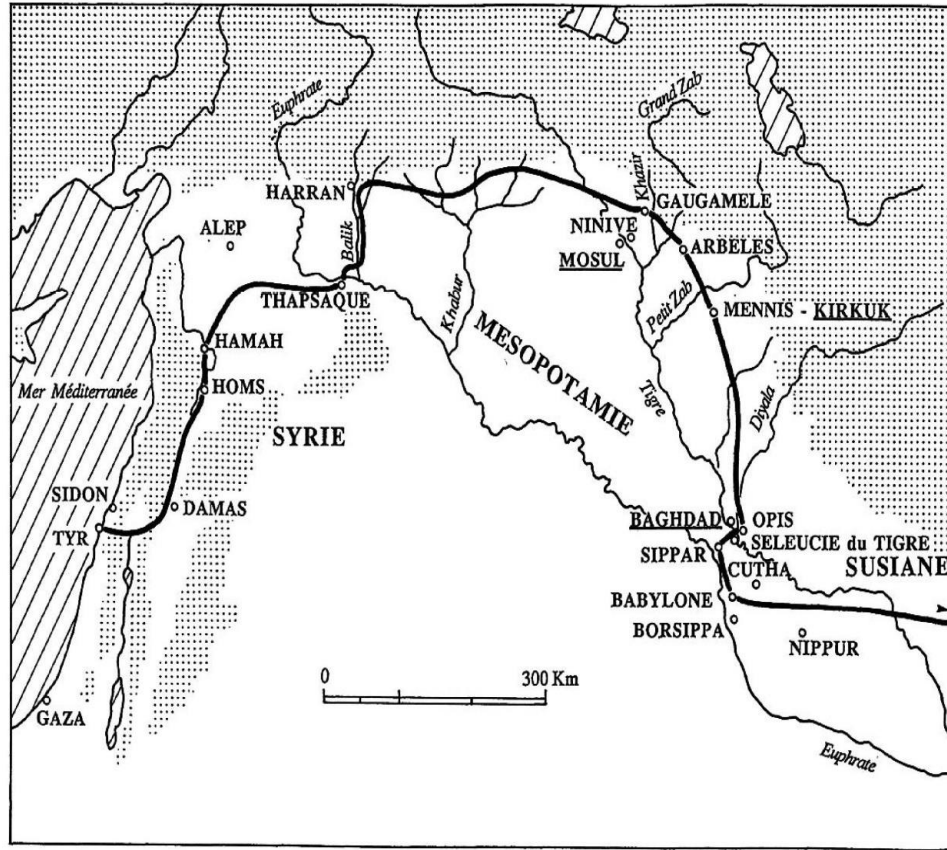 Euphrate
Grand Zab
HARRAN
Khazir
GAUGAMELE
ALEP
Balik
NINIVE
ARBELES
MOSUL
THAPSAQUE
Khabur
Petit Zab
MENNIS - KIRKUK
HAMAH
MESOPOTAMIE
Mer Méditerranée
HOMS
Tigre
Diyala
SYRIE
SIDON
DAMAS
BAGHDAD
OPIS
TYR
SELEUCIE du TIGRE
SIPPAR
CUTHA
SUSIANE
BABYLONE
BORSIPPA
NIPPUR
0 300 Km
GAZA
Euphrate